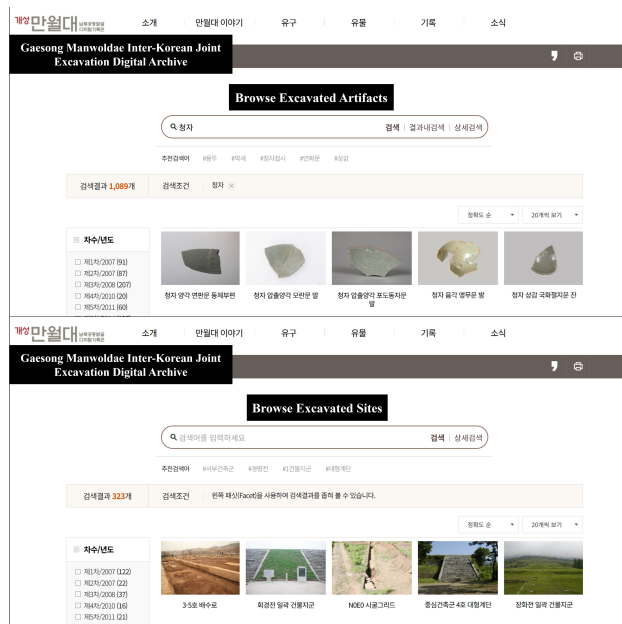 개성 만월대 남북공동발굴
디지털기록관
소개 만월대 이야기 유구 유물 기록 소식
Gaesong Manwoldae Inter-Korean Joint
Excavation Digital Archive
Browse Excavated Artifacts
청자 검색 결과내검색 상세검색
추천검색어 #용두 #막새 #청자접시 #연화문 #상감
검색결과 1,089개 검색조건 청자
정확도 순 20개씩 보기
차수/년도
제1차/2007 (91)
제2차/2007 (87)
제3차/2008 (207)
제4차/2010 (20)
제5차/2011 (60)
청자 양각 연판문 동체부편 청자 압출양각 모란문 발 청자 압출양각 포도동자문 발 청자 음각 앵무문 발 청자 상감 국화절지문 잔
개성 만월대 남북공동발굴
디지털기록관
소개 만월대 이야기 유구 유물 기록 소식
Gaesong Manwoldae Inter-Korean Joint
Excavation Digital Archive
Browse Excavated Sites
검색어를 입력하세요 검색 상세검색
추천검색어 #서부건축군 #경령전 #1건물지군 #대형계단
검색결과 323개 검색조건 왼쪽 패싯(Facet)을 사용하여 검색결과를 좁혀 볼 수 있습니다.
정확도 순 20개씩 보기
차수/년도
제1차/2007 (122)
제2차/2007 (22)
제3차/2008 (37)
제4차/2010 (16)
제5차/2011 (21)
3-5호 배수로 회경전 일곽 건물지군 N0E0 시굴그리드 중심건축군 4호 대형계단 장화전 일곽 건물지군